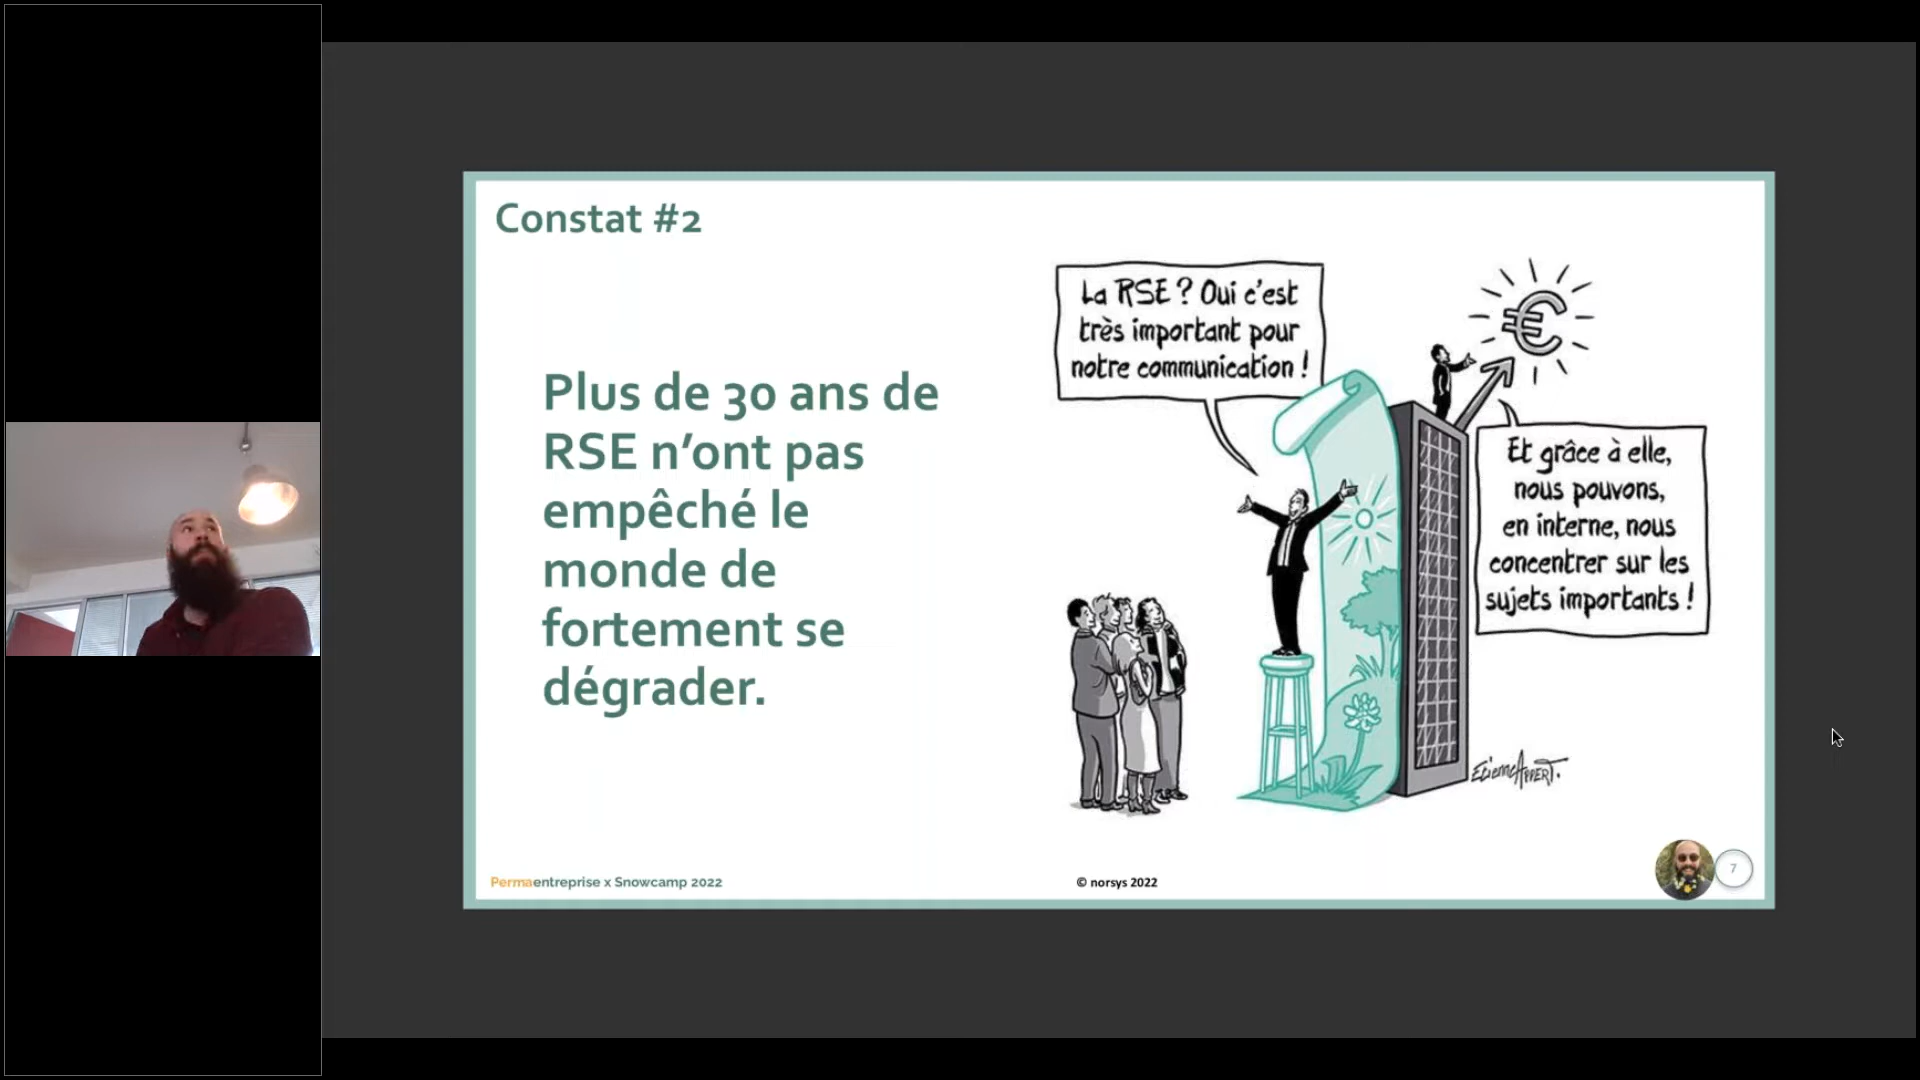 Constat #2
Plus de 30 ans de
RSE n’ont pas
empêché le
monde de
fortement se
dégrader.
La RSE ? Oui c'est
très important pour
notre communication !
€
Et grâce à elle,
nous pouvons,
en interne, nous
concentrer sur les
sujets importants !
Permaentreprise x Snowcamp 2022
© norsys 2022
7